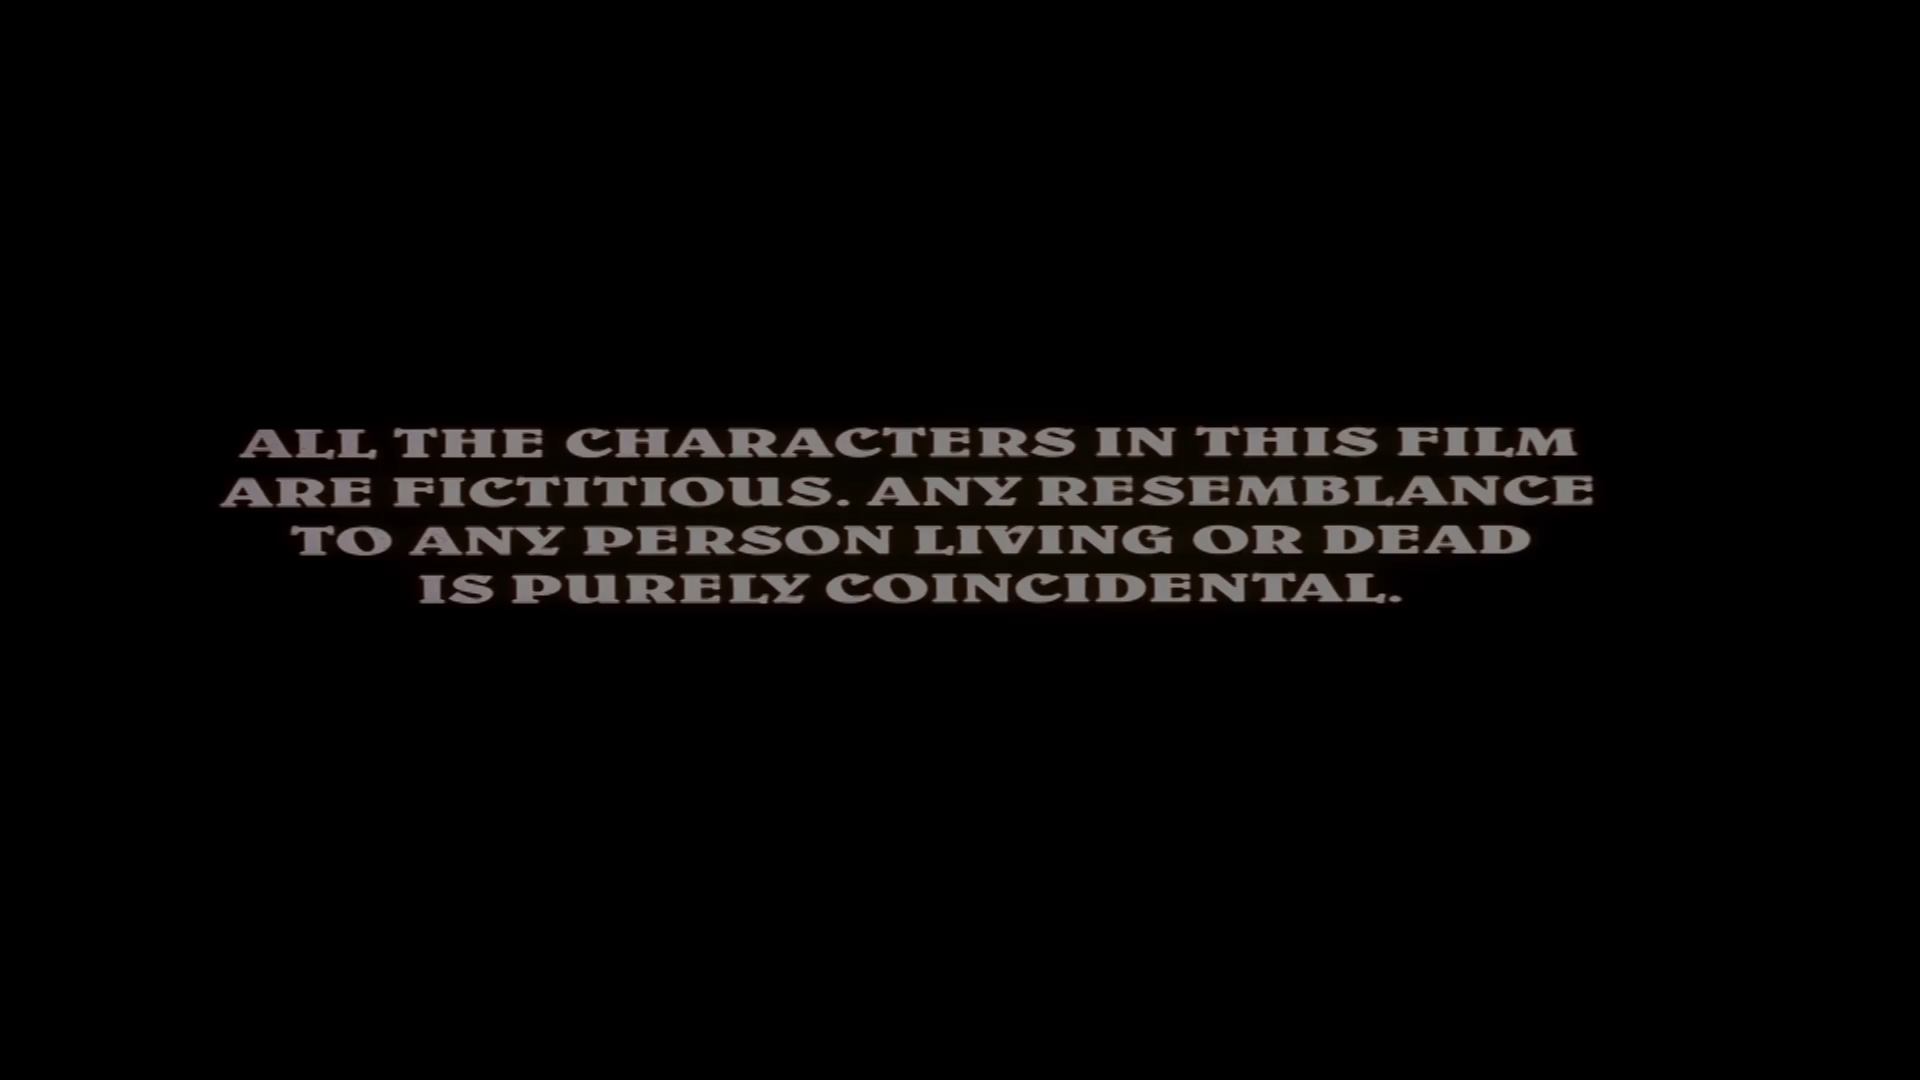 ALL THE CHARACTERS IN THIS FILM
ARE FICTITIOUS. ANY RESEMBLANCE
TO ANY PERSON LIVING OR DEAD
IS PURELY COINCIDENTAL.